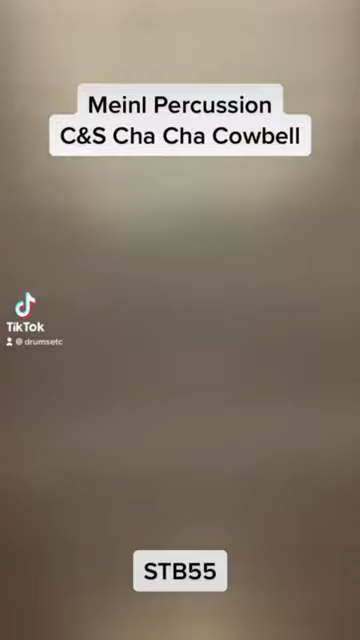 Meinl Percussion
C&S Cha Cha Cowbell
TikTok
@ drumsetc
STB55